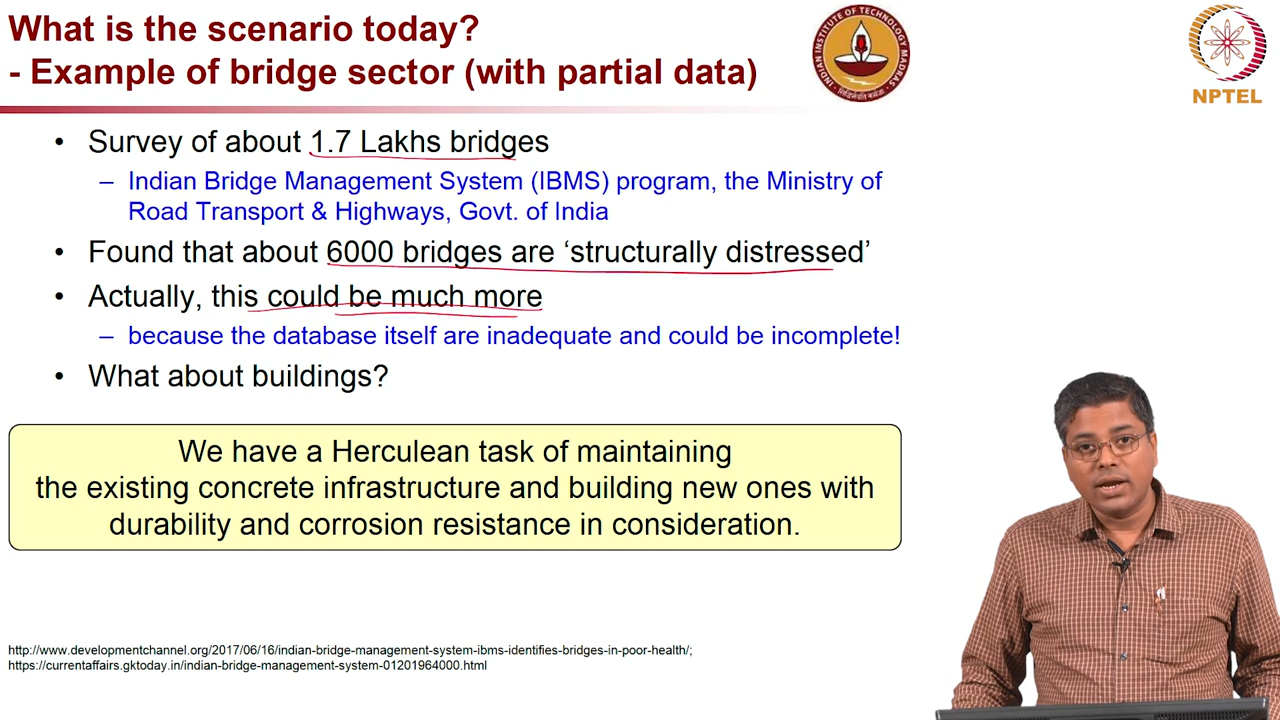 What is the scenario today?
- Example of bridge sector (with partial data)
INDIAN INSTITUTE OF TECHNOLOGY MADRAS
NPTEL
• Survey of about 1.7 Lakhs bridges
– Indian Bridge Management System (IBMS) program, the Ministry of
Road Transport & Highways, Govt. of India
• Found that about 6000 bridges are ‘structurally distressed’
• Actually, this could be much more
– because the database itself are inadequate and could be incomplete!
• What about buildings?
We have a Herculean task of maintaining
the existing concrete infrastructure and building new ones with
durability and corrosion resistance in consideration.
http://www.developmentchannel.org/2017/06/16/indian-bridge-management-system-ibms-identifies-bridges-in-poor-health/;
https://currentaffairs.gktoday.in/indian-bridge-management-system-01201964000.html